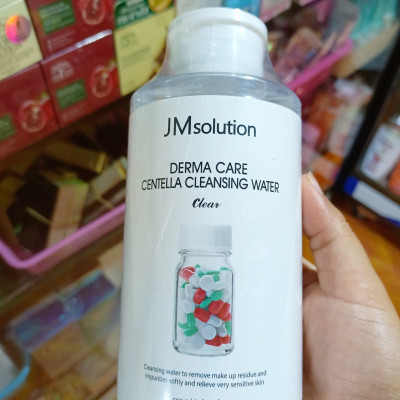 JMsolution
DERMA CARE
CENTELLA CLEANSING WATER
Clear
Cleansing water to remove make up residue and
impurities softly and relieve very sensitive skin